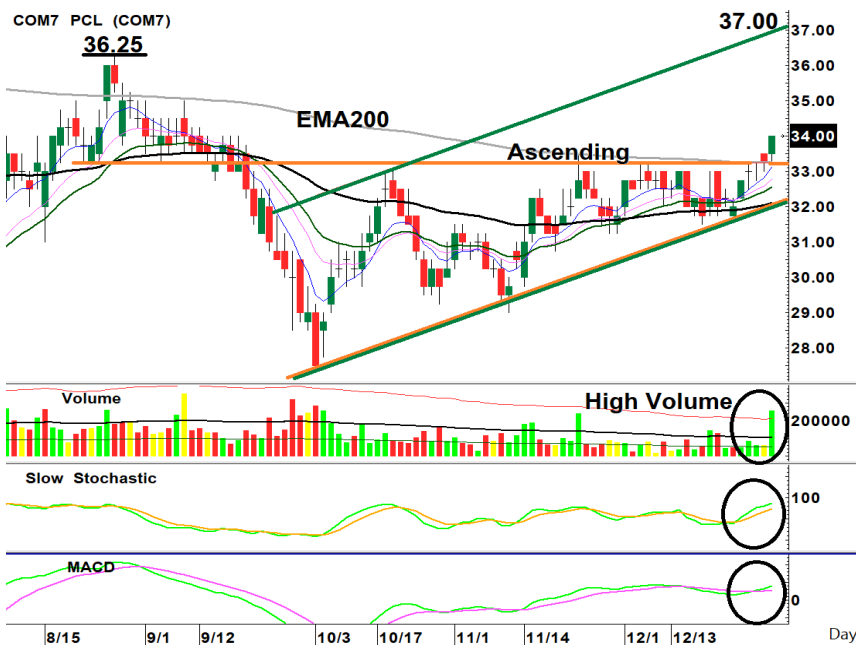 COM7 PCL (COM7)
36.25
37.00
37.00
36.00
35.00
EMA200
34.00
Ascending
33.00
32.00
31.00
30.00
29.00
28.00
Volume
High Volume
200000
Slow Stochastic
100
MACD
0
8/15 9/1 9/12 10/3 10/17 11/1 11/14 12/1 12/13 Day